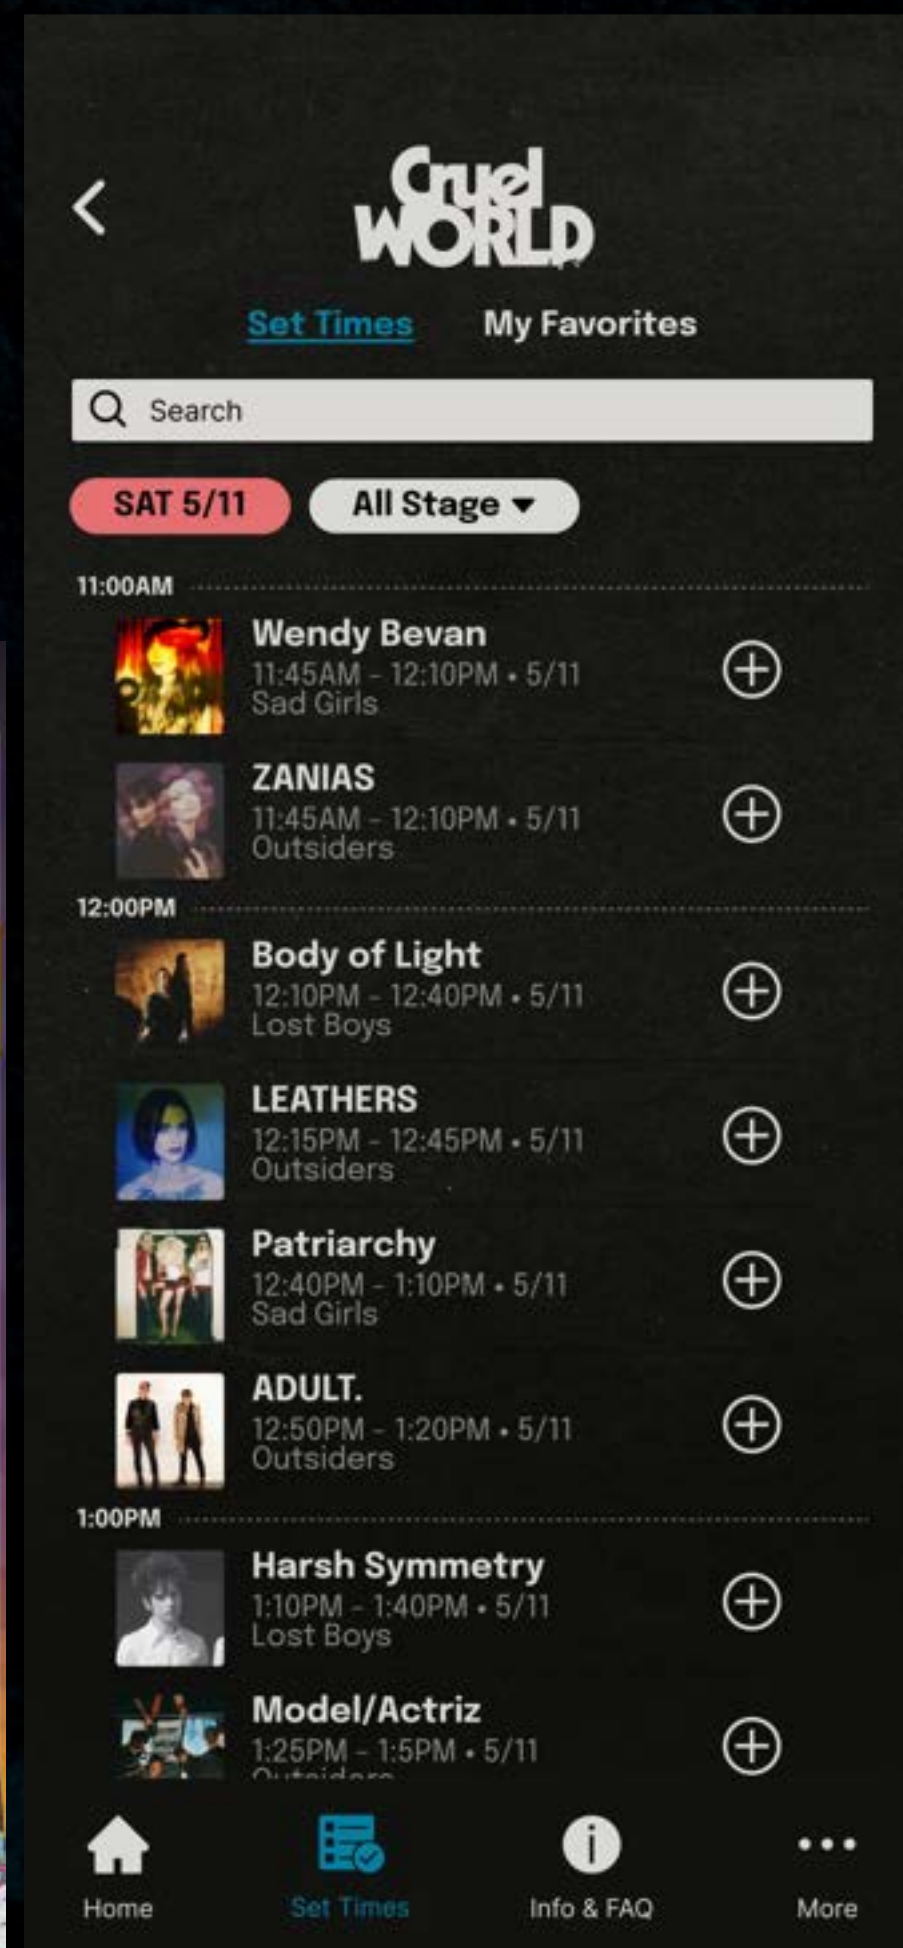 Cruel
WORLD
Set Times My Favorites
Search
SAT 5/11 All Stage
11:00AM
Wendy Bevan
11:45AM - 12:10PM • 5/11
Sad Girls
ZANIAS
11:45AM - 12:10PM • 5/11
Outsiders
12:00PM
Body of Light
12:10PM - 12:40PM • 5/11
Lost Boys
LEATHERS
12:15PM - 12:45PM • 5/11
Outsiders
Patriarchy
12:40PM - 1:10PM • 5/11
Sad Girls
ADULT.
12:50PM - 1:20PM • 5/11
Outsiders
1:00PM
Harsh Symmetry
1:10PM - 1:40PM • 5/11
Lost Boys
Model/Actriz
1:25PM - 1:5PM • 5/11
Outsiders
Home Set Times Info & FAQ More